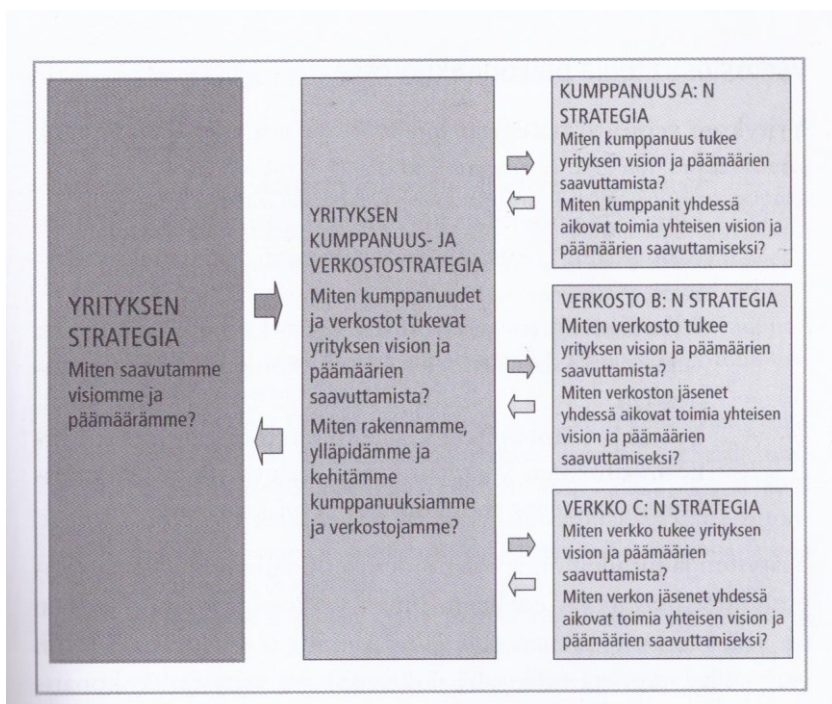 YRITYKSEN
STRATEGIA
Miten saavutamme
visiomme ja
päämäärämme?
YRITYKSEN
KUMPPANUUS- JA
VERKOSTOSTRATEGIA
Miten kumppanuudet
ja verkostot tukevat
yrityksen vision ja
päämäärien
saavuttamista?
Miten rakennamme,
ylläpidämme ja
kehitämme
kumppanuuksiamme
ja verkostojamme?
KUMPPANUUS A: N
STRATEGIA
Miten kumppanuus tukee
yrityksen vision ja päämäärien
saavuttamista?
Miten kumppanit yhdessä
aikovat toimia yhteisen vision ja
päämäärien saavuttamiseksi?
VERKOSTO B: N STRATEGIA
Miten verkosto tukee
yrityksen vision ja päämäärien
saavuttamista?
Miten verkoston jäsenet
yhdessä aikovat toimia yhteisen
vision ja päämäärien
saavuttamiseksi?
VERKKO C: N STRATEGIA
Miten verkko tukee yrityksen
vision ja päämäärien
saavuttamista?
Miten verkon jäsenet yhdessä
aikovat toimia yhteisen vision ja
päämäärien saavuttamiseksi?